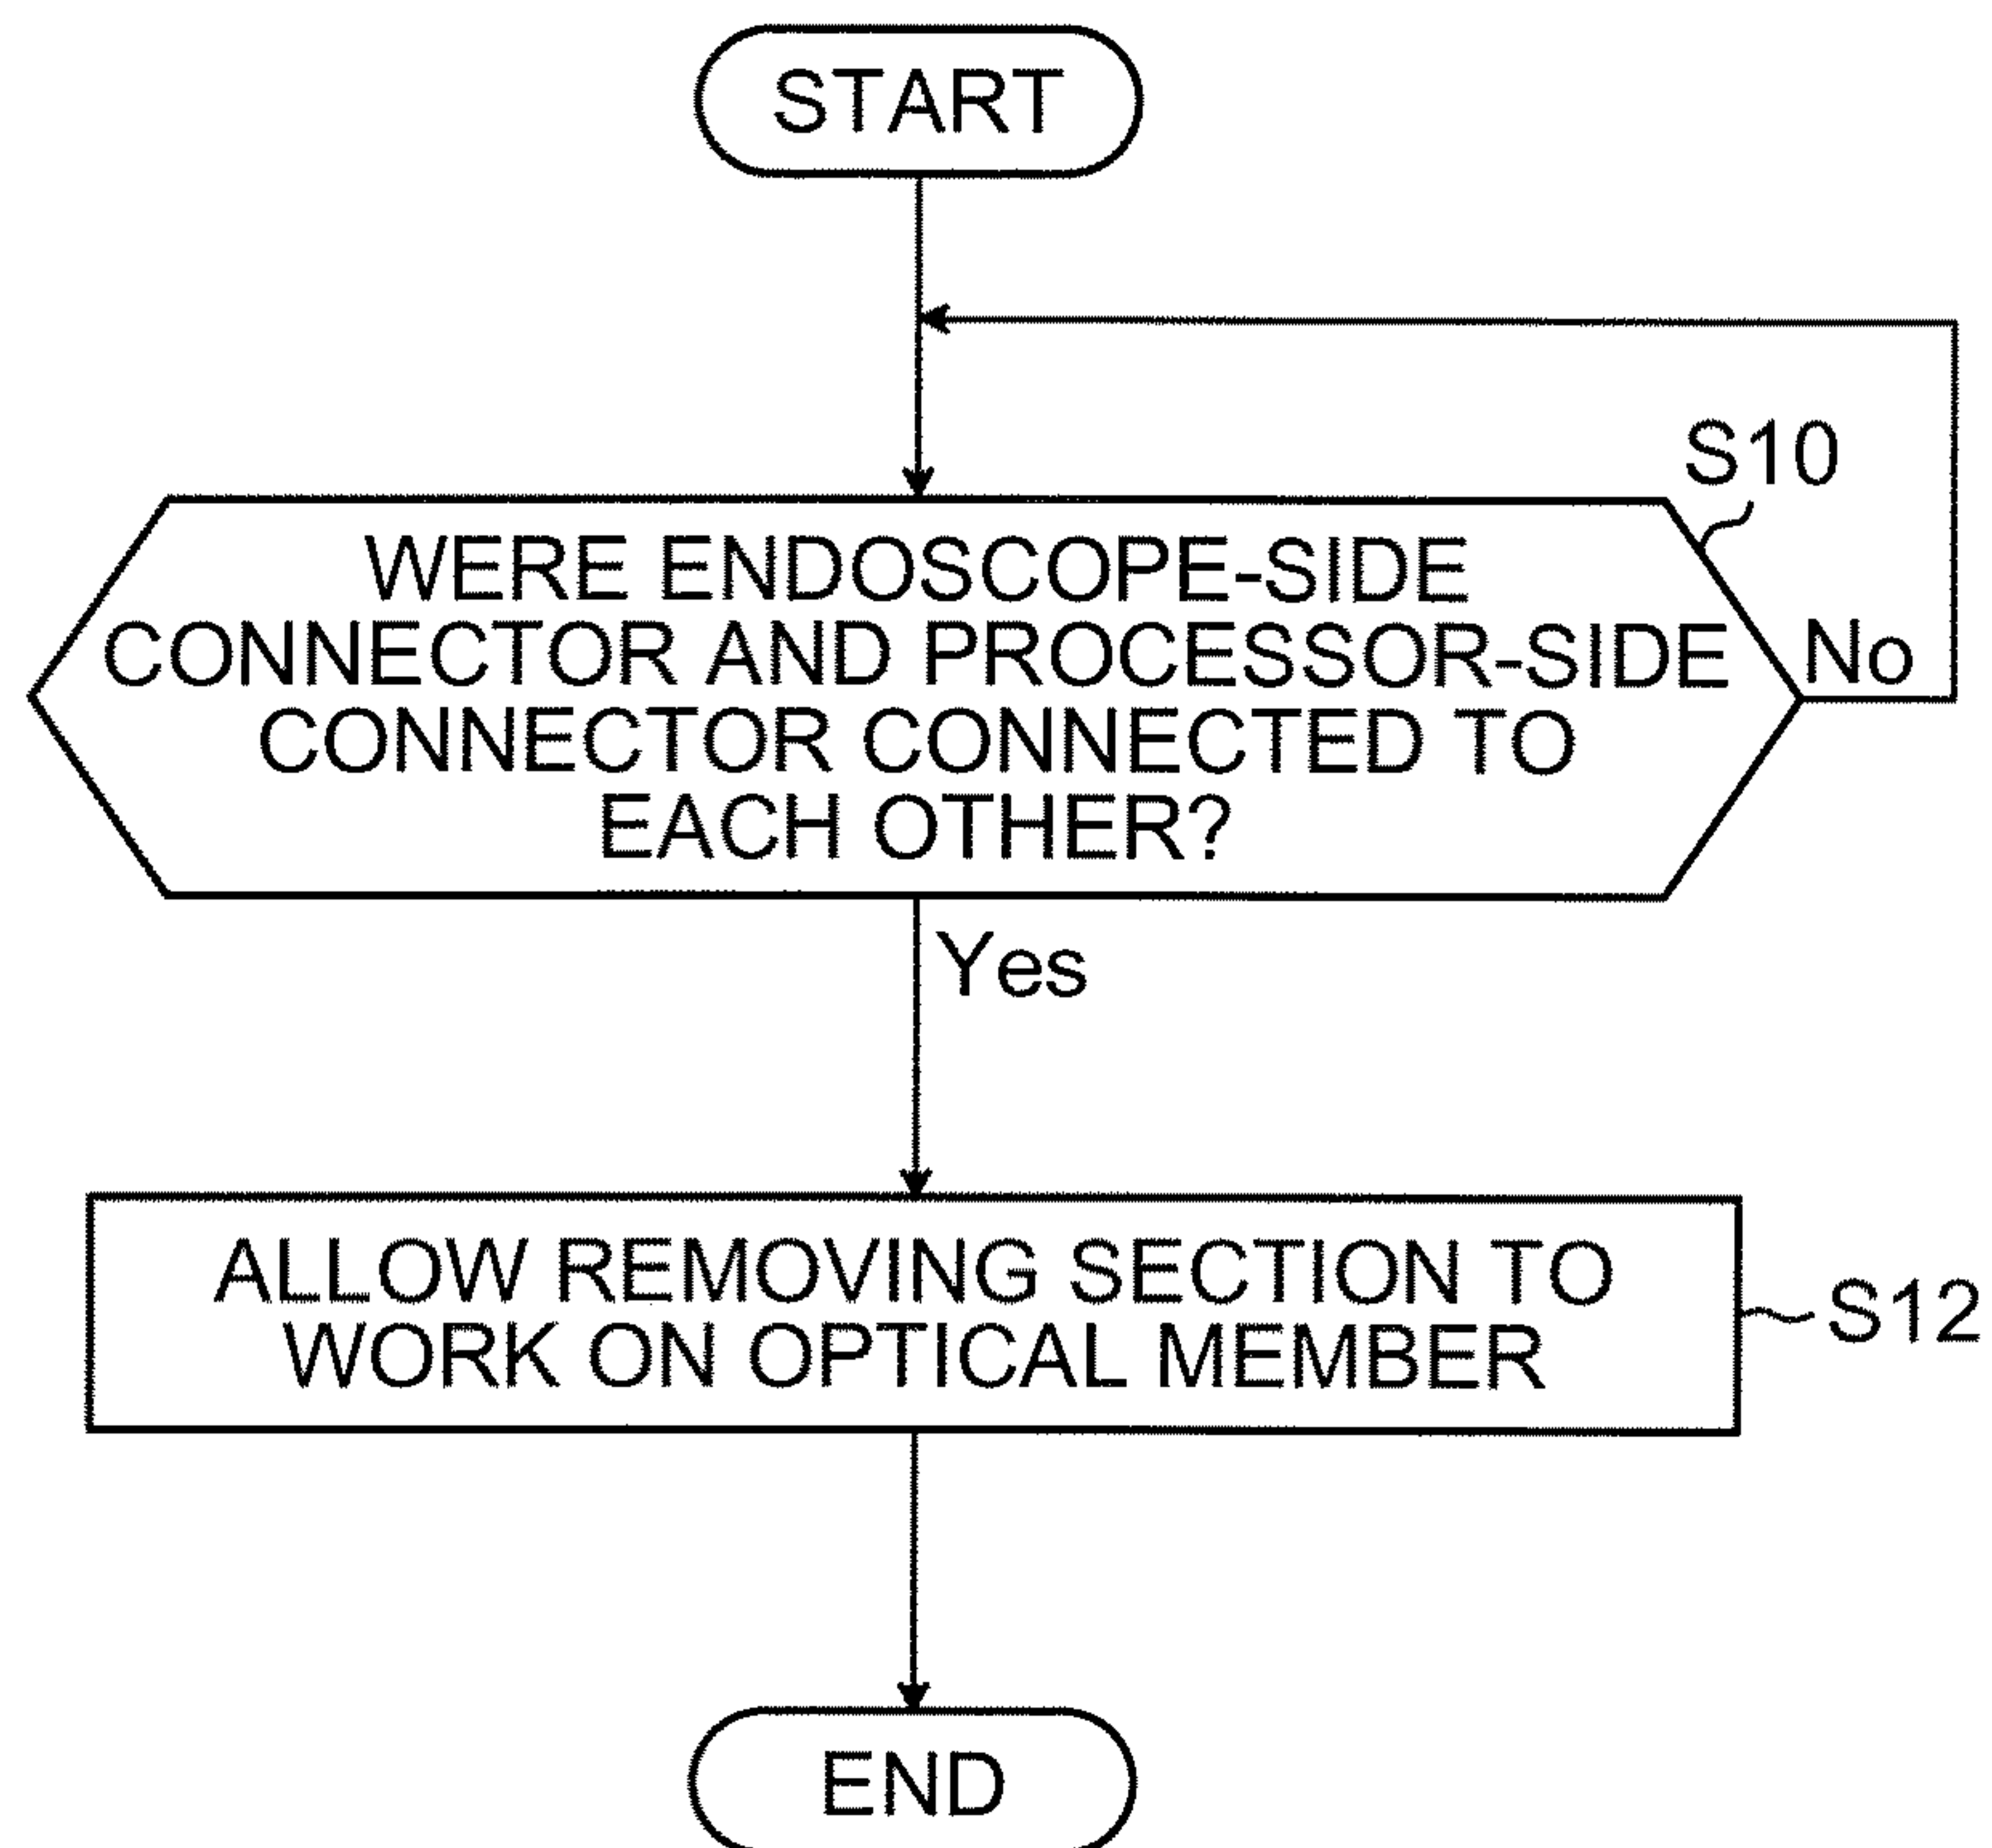 START
S10
WERE ENDOSCOPE-SIDE
CONNECTOR AND PROCESSOR-SIDE
CONNECTOR CONNECTED TO
EACH OTHER?
No
Yes
ALLOW REMOVING SECTION TO
WORK ON OPTICAL MEMBER
S12
END